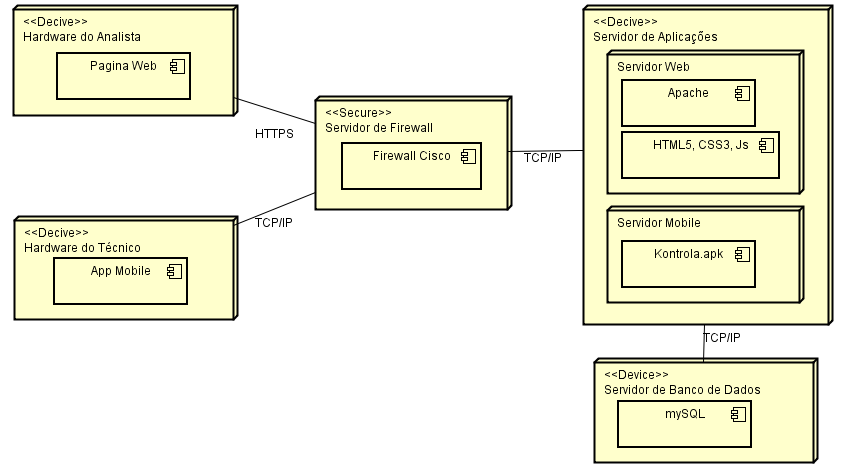 <<Decive>>
Hardware do Analista
Pagina Web
HTTPS
<<Decive>>
Hardware do Técnico
App Mobile
TCP/IP
<<Secure>>
Servidor de Firewall
Firewall Cisco
TCP/IP
<<Decive>>
Servidor de Aplicações
Servidor Web
Apache
HTML5, CSS3, Js
Servidor Mobile
Kontrola.apk
TCP/IP
<<Device>>
Servidor de Banco de Dados
mySQL